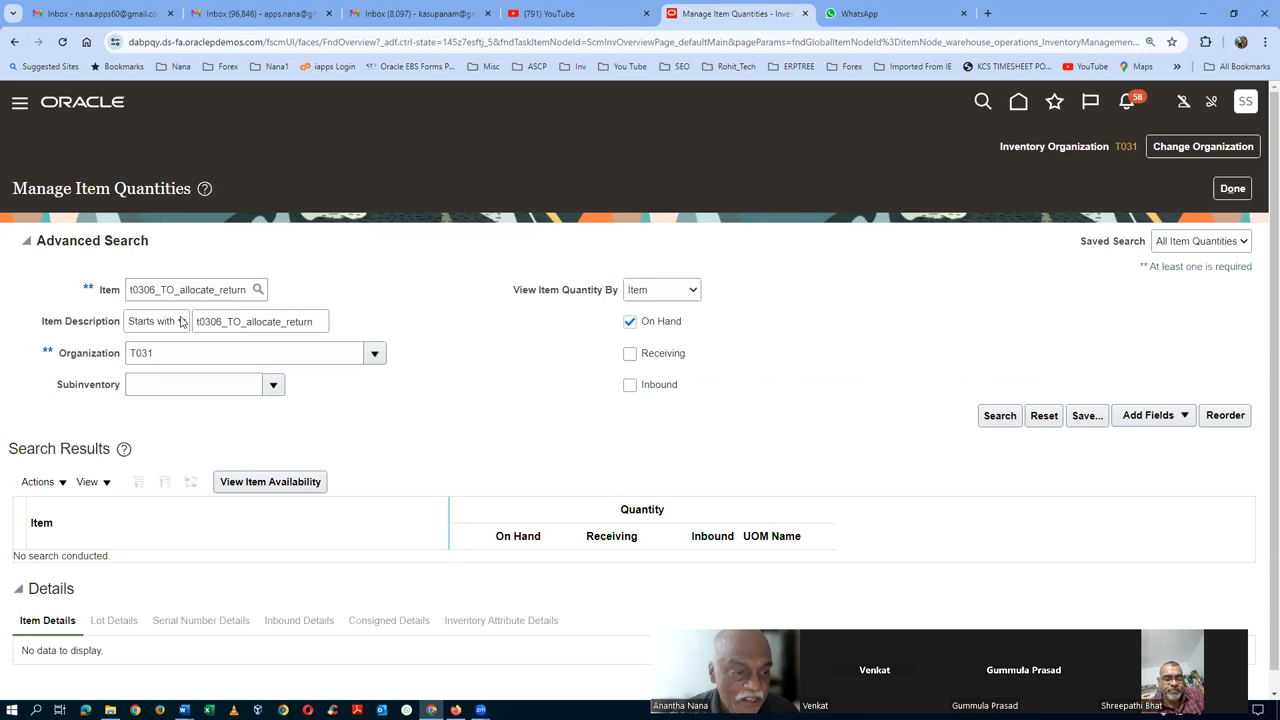 Inbox - nana.apps60@gmail.co
Inbox (96,846) - apps.nana@g
Inbox (8,097) - kasupanam@g
(791) YouTube
Manage Item Quantities - Inven
WhatsApp
dabpqy.ds-fa.oraclepdemos.com/fscmUI/faces/FndOverview?_adf.ctrl-state=145z7esftj_5&fndTaskItemNodeId=ScmInvOverviewPage_defaultMain&pageParams=fndGlobalItemNodeId%3DitemNode_warehouse_operations_InventoryManagemen...
Suggested Sites
Bookmarks
Nana
Forex
Nana1
iapps Login
Oracle EBS Forms P...
Misc
ASCP
Inv
You Tube
SEO
Rohit_Tech
ERPTREE
Forex
Imported From IE
KCS TIMESHEET PO...
YouTube
Maps
All Bookmarks
ORACLE
58
SS
Inventory Organization T031 Change Organization
Manage Item Quantities
Done
Advanced Search
Saved Search All Item Quantities
** At least one is required
** Item t0306_TO_allocate_return
View Item Quantity By Item
Item Description Starts with t0306_TO_allocate_return
On Hand
** Organization T031
Receiving
Subinventory
Inbound
Search Reset Save... Add Fields Reorder
Search Results
Actions View View Item Availability
Item
Quantity
On Hand Receiving Inbound UOM Name
No search conducted.
Details
Item Details Lot Details Serial Number Details Inbound Details Consigned Details Inventory Attribute Details
No data to display.
Venkat
Gummula Prasad
Anantha Nana
Venkat
Gummula Prasad
Shreepathi Bhat